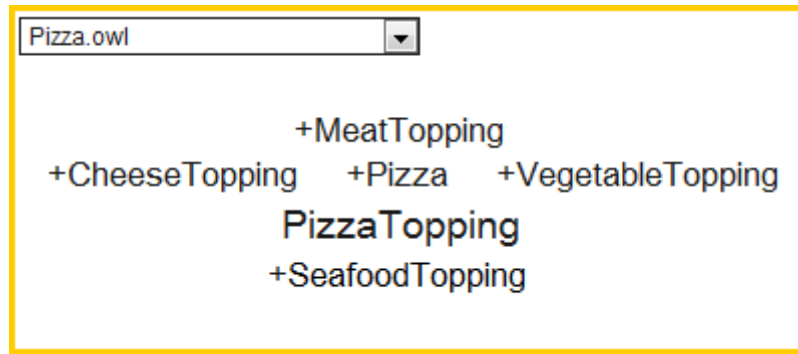 Pizza.owl
+MeatTopping
+CheeseTopping +Pizza +VegetableTopping
PizzaTopping
+SeafoodTopping